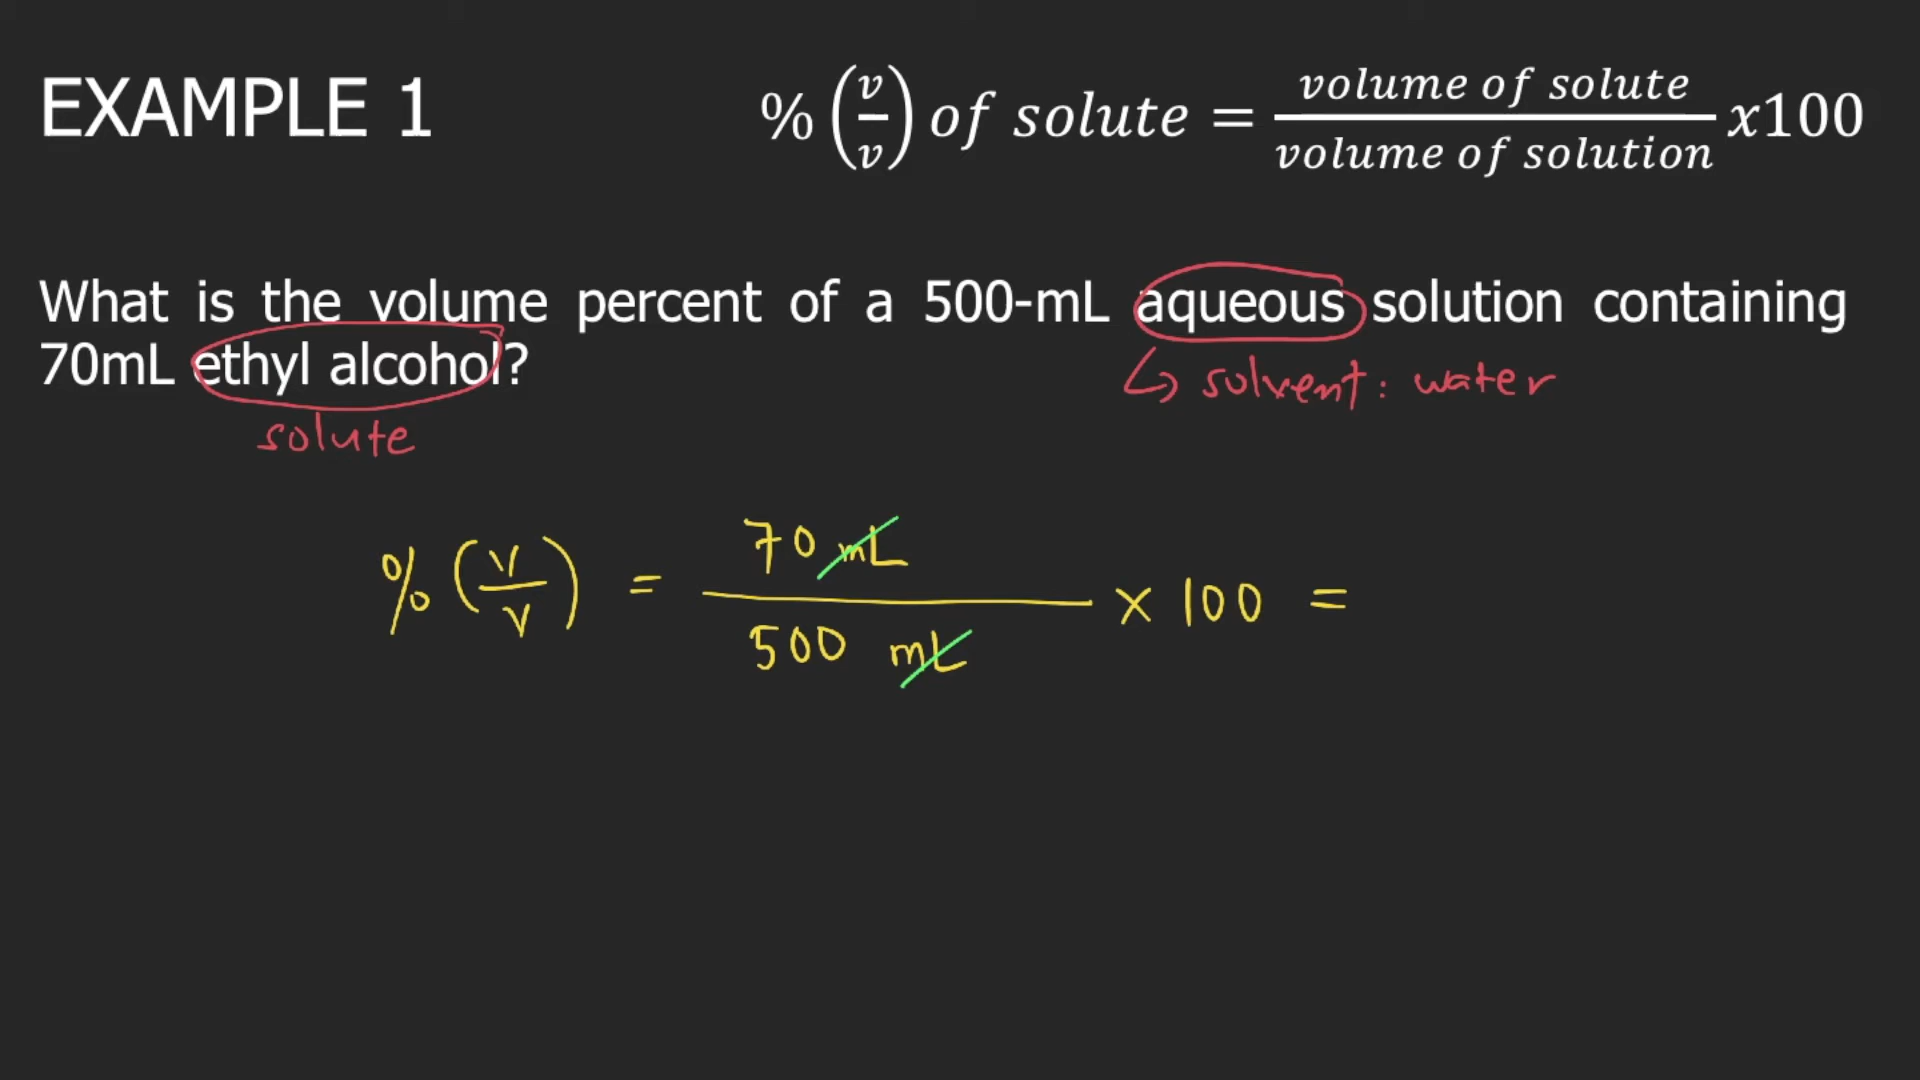 EXAMPLE 1
% (v/v) of solute = volume of solute / volume of solution x100
What is the volume percent of a 500-mL aqueous solution containing
70mL ethyl alcohol?
↳ solvent: water
solute
% (v/v) = 70 mL / 500 mL x 100 =